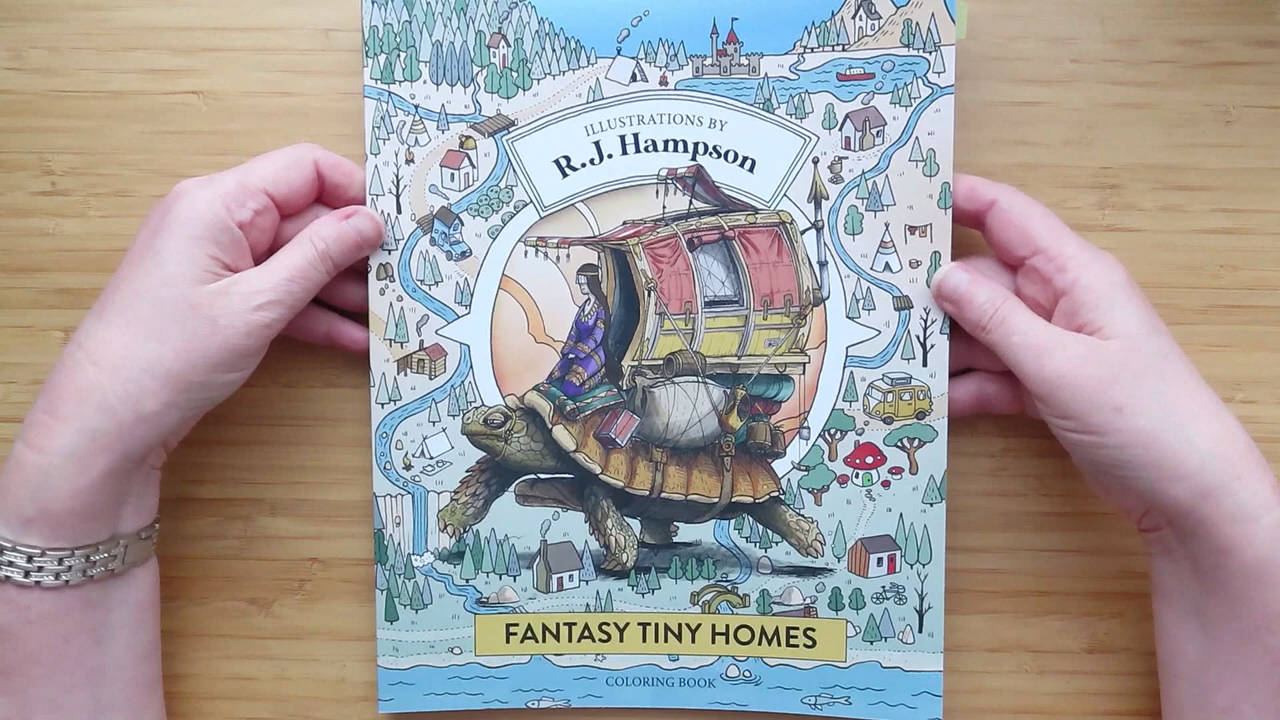 ILLUSTRATIONS BY
R.J. Hampson
FANTASY TINY HOMES
COLORING BOOK